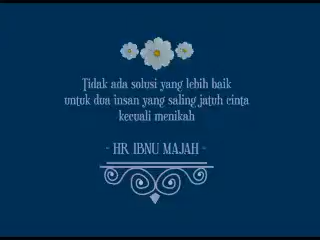 Tidak ada solusi yang lebih baik
untuk dua insan yang saling jatuh cinta
kecuali menikah
- HR IBNU MAJAH -